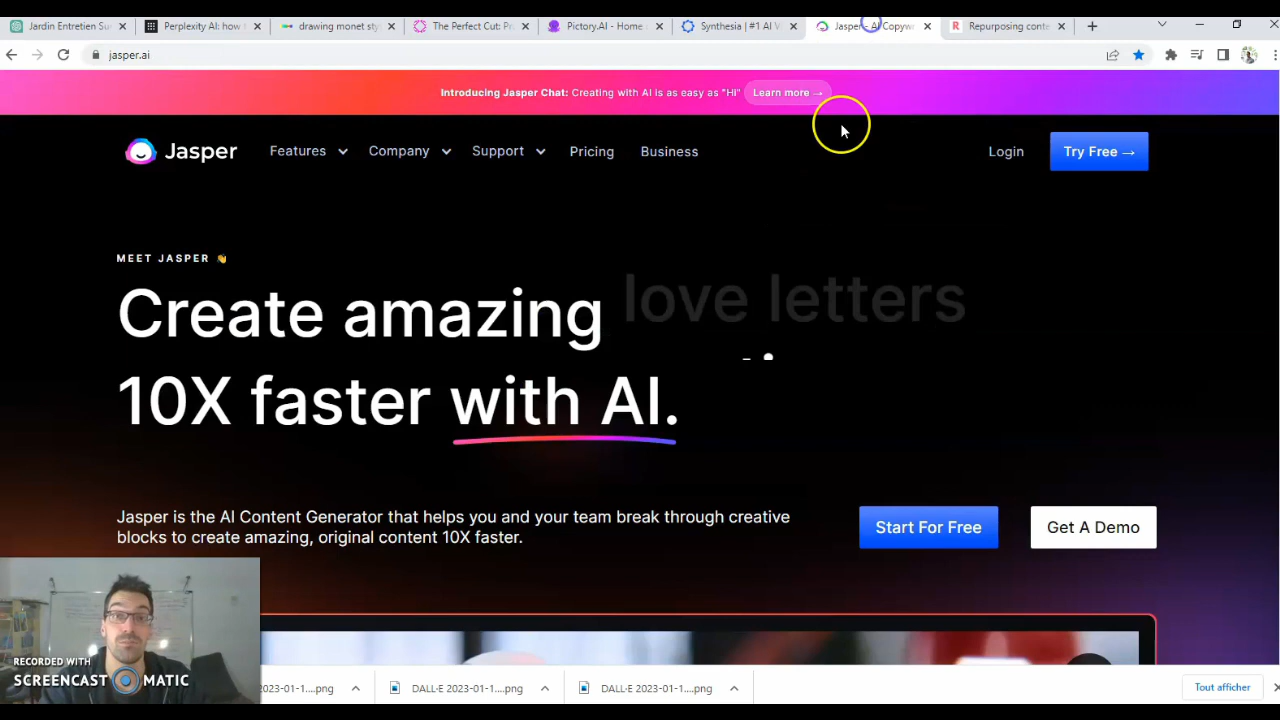 Jardin Entretien Su
Perplexity AI: how
drawing monet sty
The Perfect Cut: P
Pictory.AI - Home
Synthesia | #1 AI V
Jasper - AI Copyw
Repurposing conte
jasper.ai
Introducing Jasper Chat: Creating with AI is as easy as "Hi" Learn more →
Jasper Features Company Support Pricing Business Login Try Free →
MEET JASPER 👋
Create amazing love letters
10X faster with AI.
Jasper is the AI Content Generator that helps you and your team break through creative
blocks to create amazing, original content 10X faster.
Start For Free
Get A Demo
RECORDED WITH
SCREENCAST MATIC
2023-01-1....png
DALL·E 2023-01-1....png
DALL·E 2023-01-1....png
Tout afficher